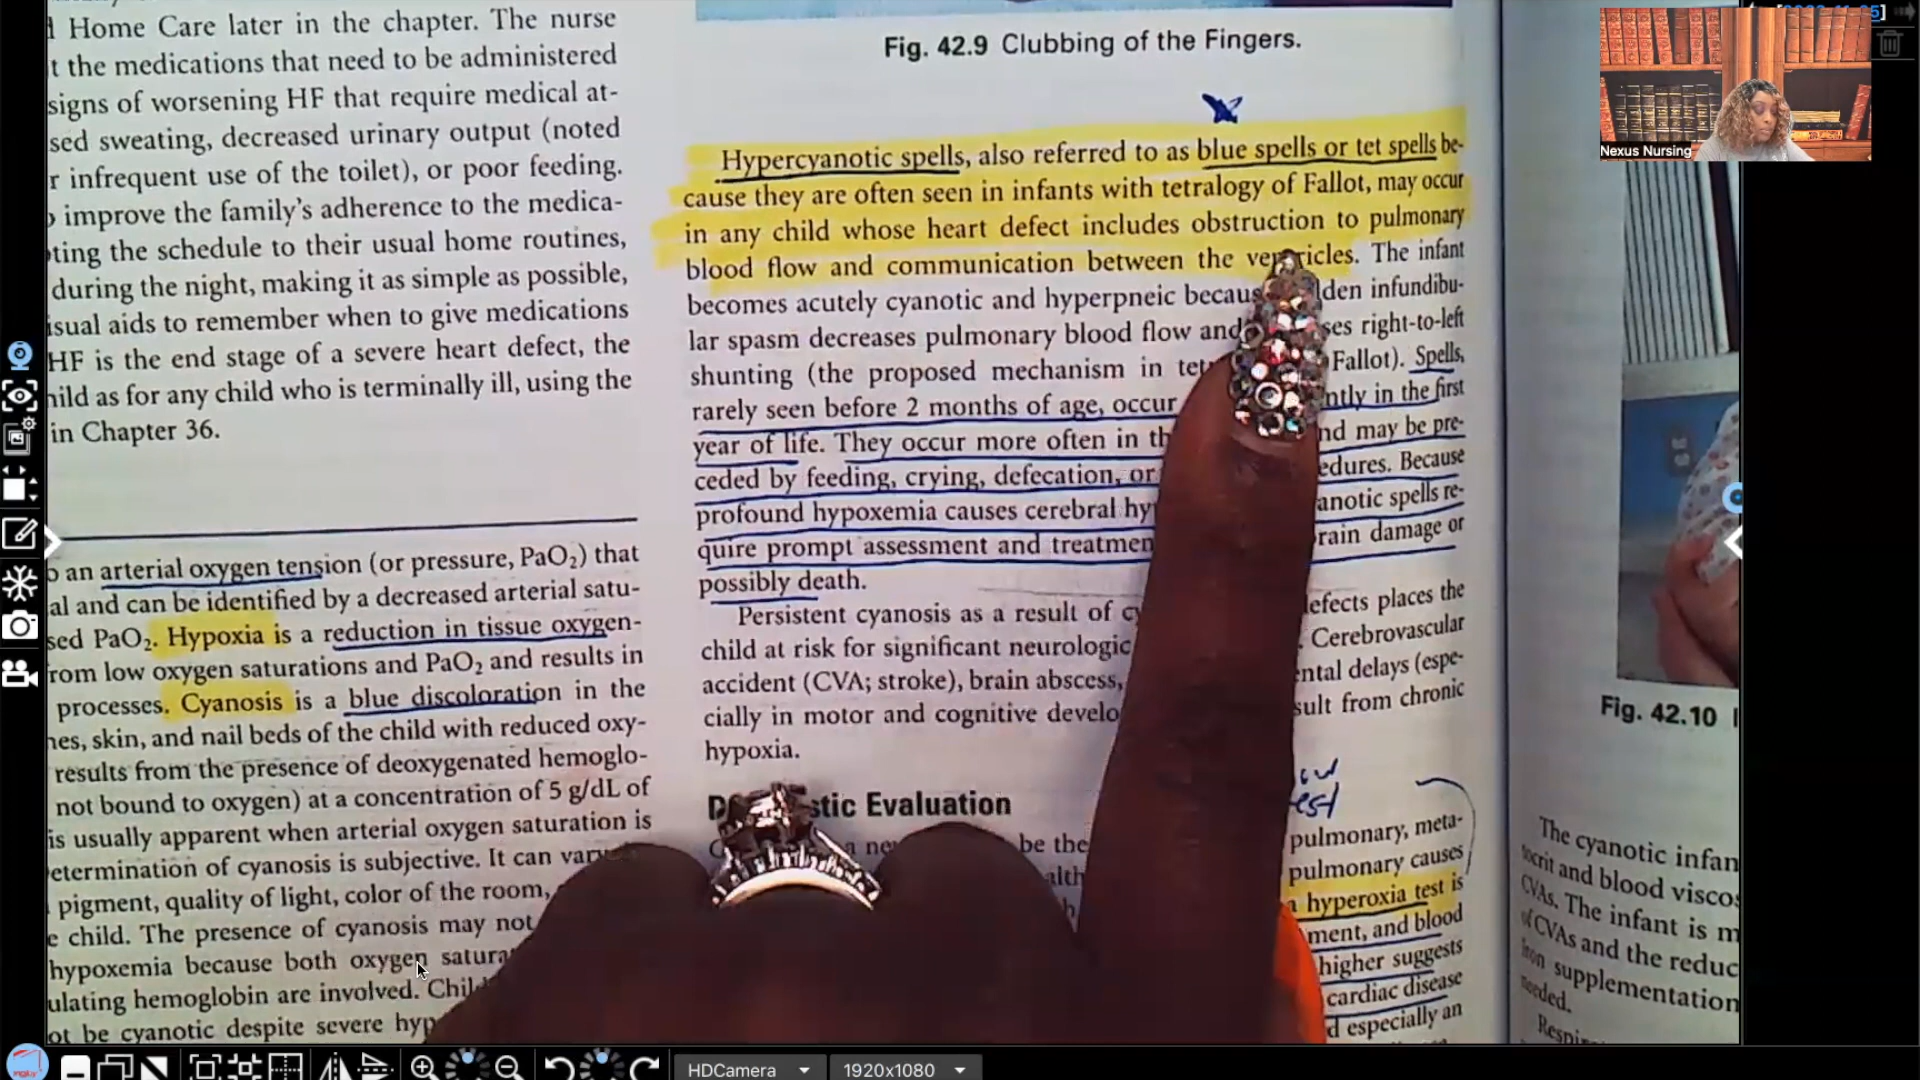 Home Care later in the chapter. The nurse
t the medications that need to be administered
signs of worsening HF that require medical at-
sed sweating, decreased urinary output (noted
r infrequent use of the toilet), or poor feeding.
improve the family's adherence to the medica-
ting the schedule to their usual home routines,
during the night, making it as simple as possible,
isual aids to remember when to give medications
HF is the end stage of a severe heart defect, the
hild as for any child who is terminally ill, using the
in Chapter 36.
o an arterial oxygen tension (or pressure, PaO₂) that
al and can be identified by a decreased arterial satu-
sed PaO₂. Hypoxia is a reduction in tissue oxygen-
rom low oxygen saturations and PaO₂ and results in
processes. Cyanosis is a blue discoloration in the
nes, skin, and nail beds of the child with reduced oxy-
results from the presence of deoxygenated hemoglo-
not bound to oxygen) at a concentration of 5 g/dL of
is usually apparent when arterial oxygen saturation is
etermination of cyanosis is subjective. It can vary
pigment, quality of light, color of the room,
e child. The presence of cyanosis may not
hypoxemia because both oxygen satura
ulating hemoglobin are involved. Chil
ot be cyanotic despite severe hyp
Fig. 42.9 Clubbing of the Fingers.
Hypercyanotic spells, also referred to as blue spells or tet spells be-
cause they are often seen in infants with tetralogy of Fallot, may occur
in any child whose heart defect includes obstruction to pulmonary
blood flow and communication between the ve ricles. The infant
becomes acutely cyanotic and hyperpneic becaus dden infundibu-
lar spasm decreases pulmonary blood flow and ses right-to-left
shunting (the proposed mechanism in tet Fallot). Spells,
rarely seen before 2 months of age, occur ntly in the first
year of life. They occur more often in th nd may be pre-
ceded by feeding, crying, defecation, or edures. Because
profound hypoxemia causes cerebral hy anotic spells re-
quire prompt assessment and treatmen rain damage or
possibly death.
Persistent cyanosis as a result of cy efects places the
child at risk for significant neurologic . Cerebrovascular
accident (CVA; stroke), brain abscess, ntal delays (espe-
cially in motor and cognitive develo sult from chronic
hypoxia.
D stic Evaluation
a ne be the pulmonary, meta-
alth pulmonary causes
hyperoxia test is
ment, and blood
higher suggests
cardiac disease
d especially an
Fig. 42.10
The cyanotic infan
tocrit and blood viscos
CVAs. The infant is m
of CVAs and the reduc
iron supplementation
needed.
Nexus Nursing
HDCamera
1920x1080